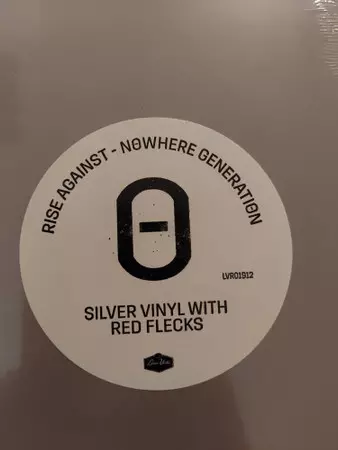 RISE AGAINST - NOWHERE GENERATION
LVR01912
SILVER VINYL WITH
RED FLECKS